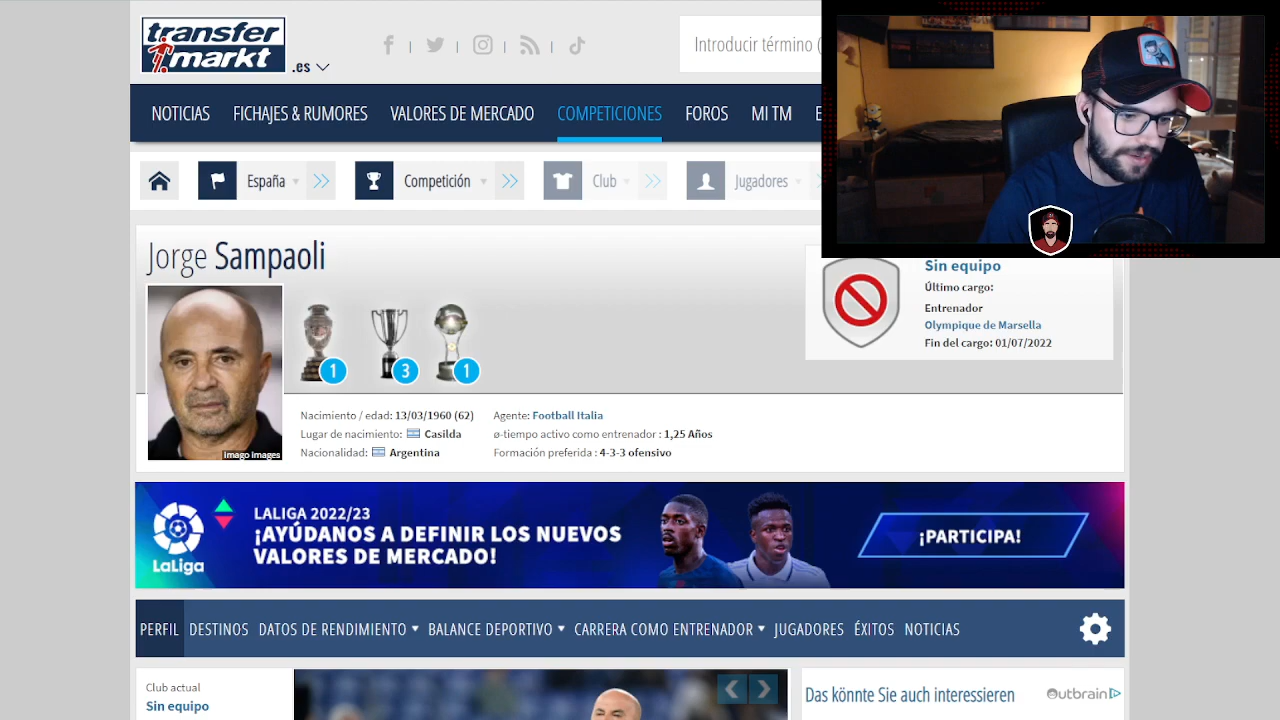 transfer
markt
.es
Introducir término (
NOTICIAS FICHAJES & RUMORES VALORES DE MERCADO COMPETICIONES FOROS MI TM E
España Competición Club Jugadores
Jorge Sampaoli
1 3 1
Imago Images
Nacimiento / edad: 13/03/1960 (62)
Lugar de nacimiento: Casilda
Nacionalidad: Argentina
Agente: Football Italia
ø-tiempo activo como entrenador : 1,25 Años
Formación preferida : 4-3-3 ofensivo
Sin equipo
Último cargo:
Entrenador
Olympique de Marsella
Fin del cargo: 01/07/2022
LaLiga
LALIGA 2022/23
¡AYÚDANOS A DEFINIR LOS NUEVOS
VALORES DE MERCADO!
¡PARTICIPA!
PERFIL DESTINOS DATOS DE RENDIMIENTO BALANCE DEPORTIVO CARRERA COMO ENTRENADOR JUGADORES ÉXITOS NOTICIAS
Club actual
Sin equipo
Das könnte Sie auch interessieren
Outbrain